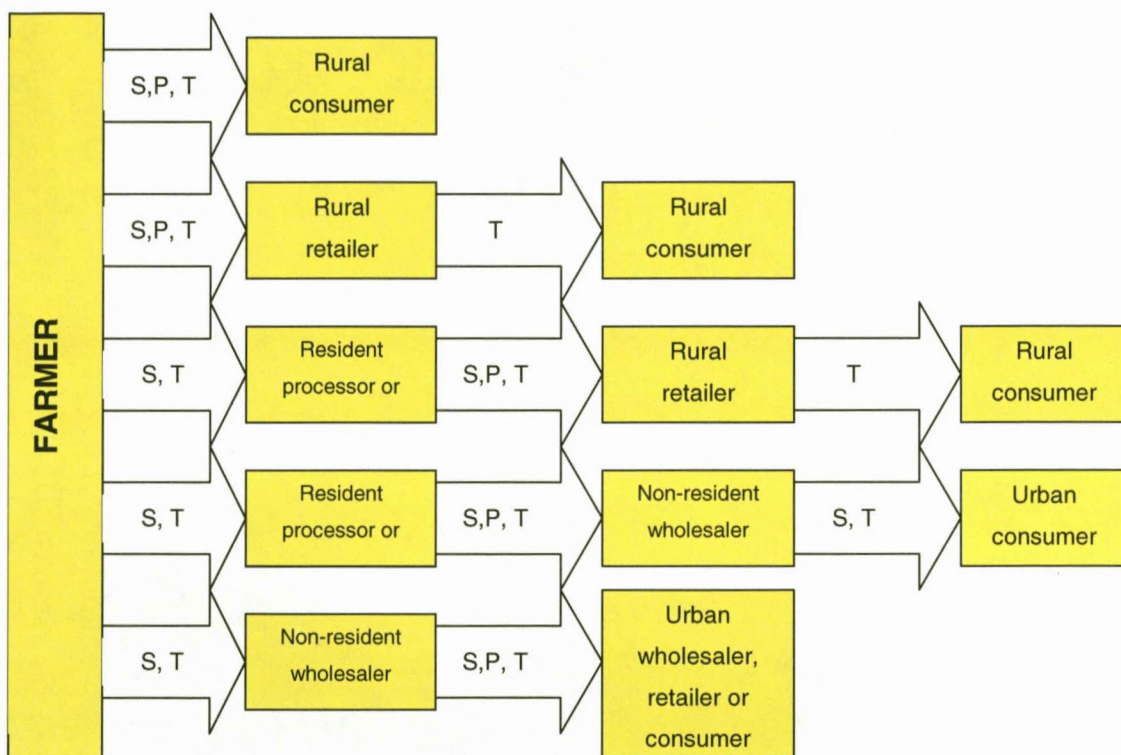 FARMER
S,P, T
Rural
consumer
S,P, T
Rural
retailer
T
Rural
consumer
S, T
Resident
processor or
S,P, T
Rural
retailer
T
Rural
consumer
S, T
Resident
processor or
S,P, T
Non-resident
wholesaler
S, T
Urban
consumer
S, T
Non-resident
wholesaler
S,P, T
Urban
wholesaler,
retailer or
consumer